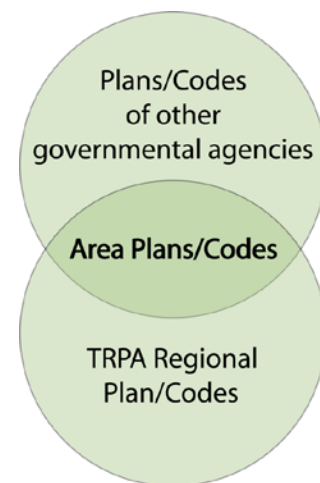 Plans/Codes
of other
governmental agencies
Area Plans/Codes
TRPA Regional
Plan/Codes